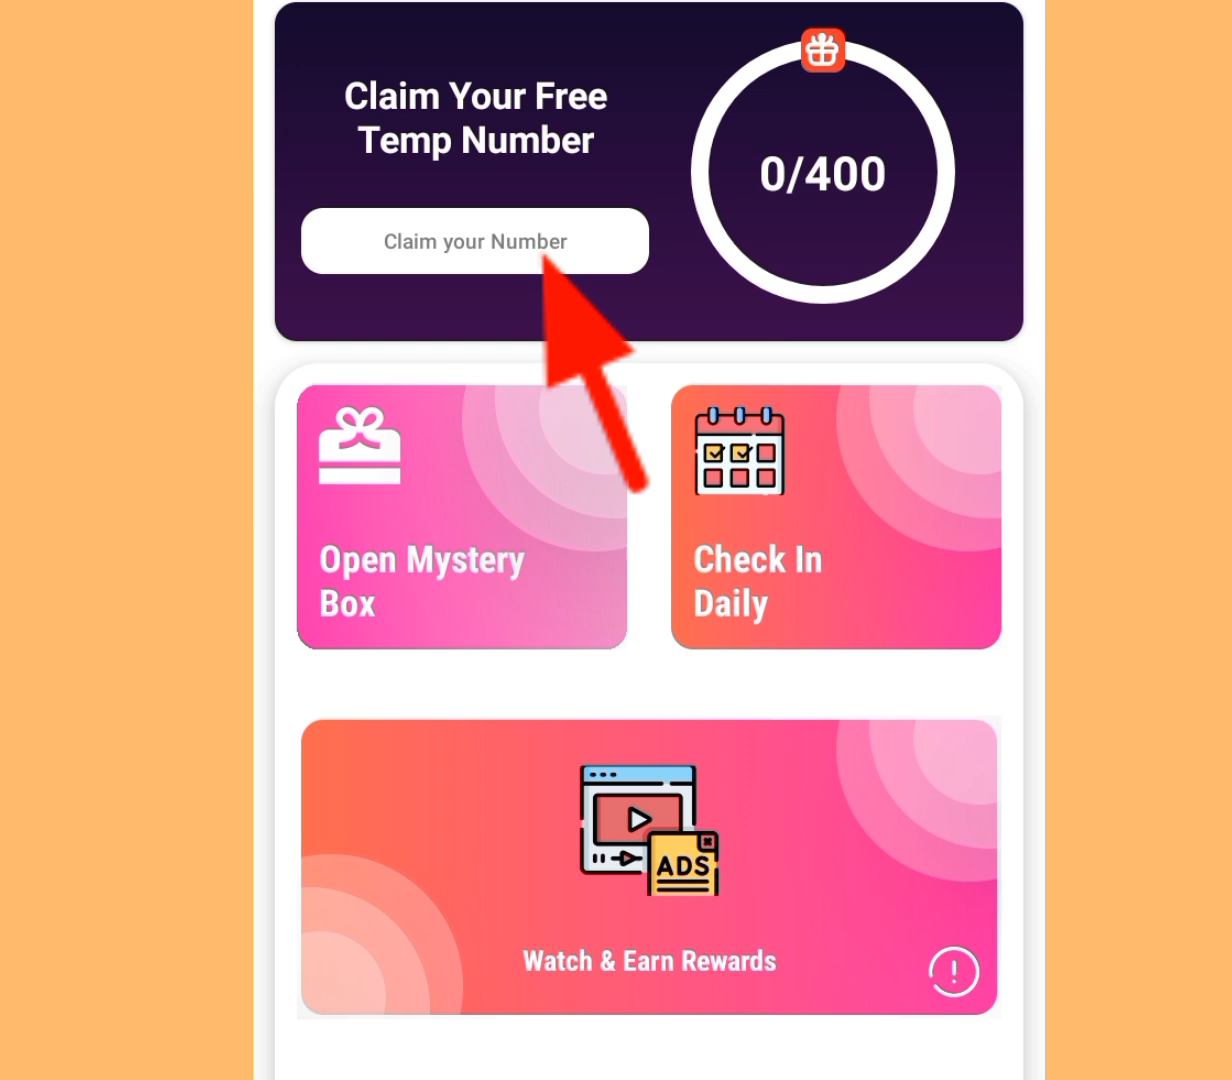 Claim Your Free
Temp Number
0/400
Claim your Number
Open Mystery
Box
Check In
Daily
ADS
Watch & Earn Rewards